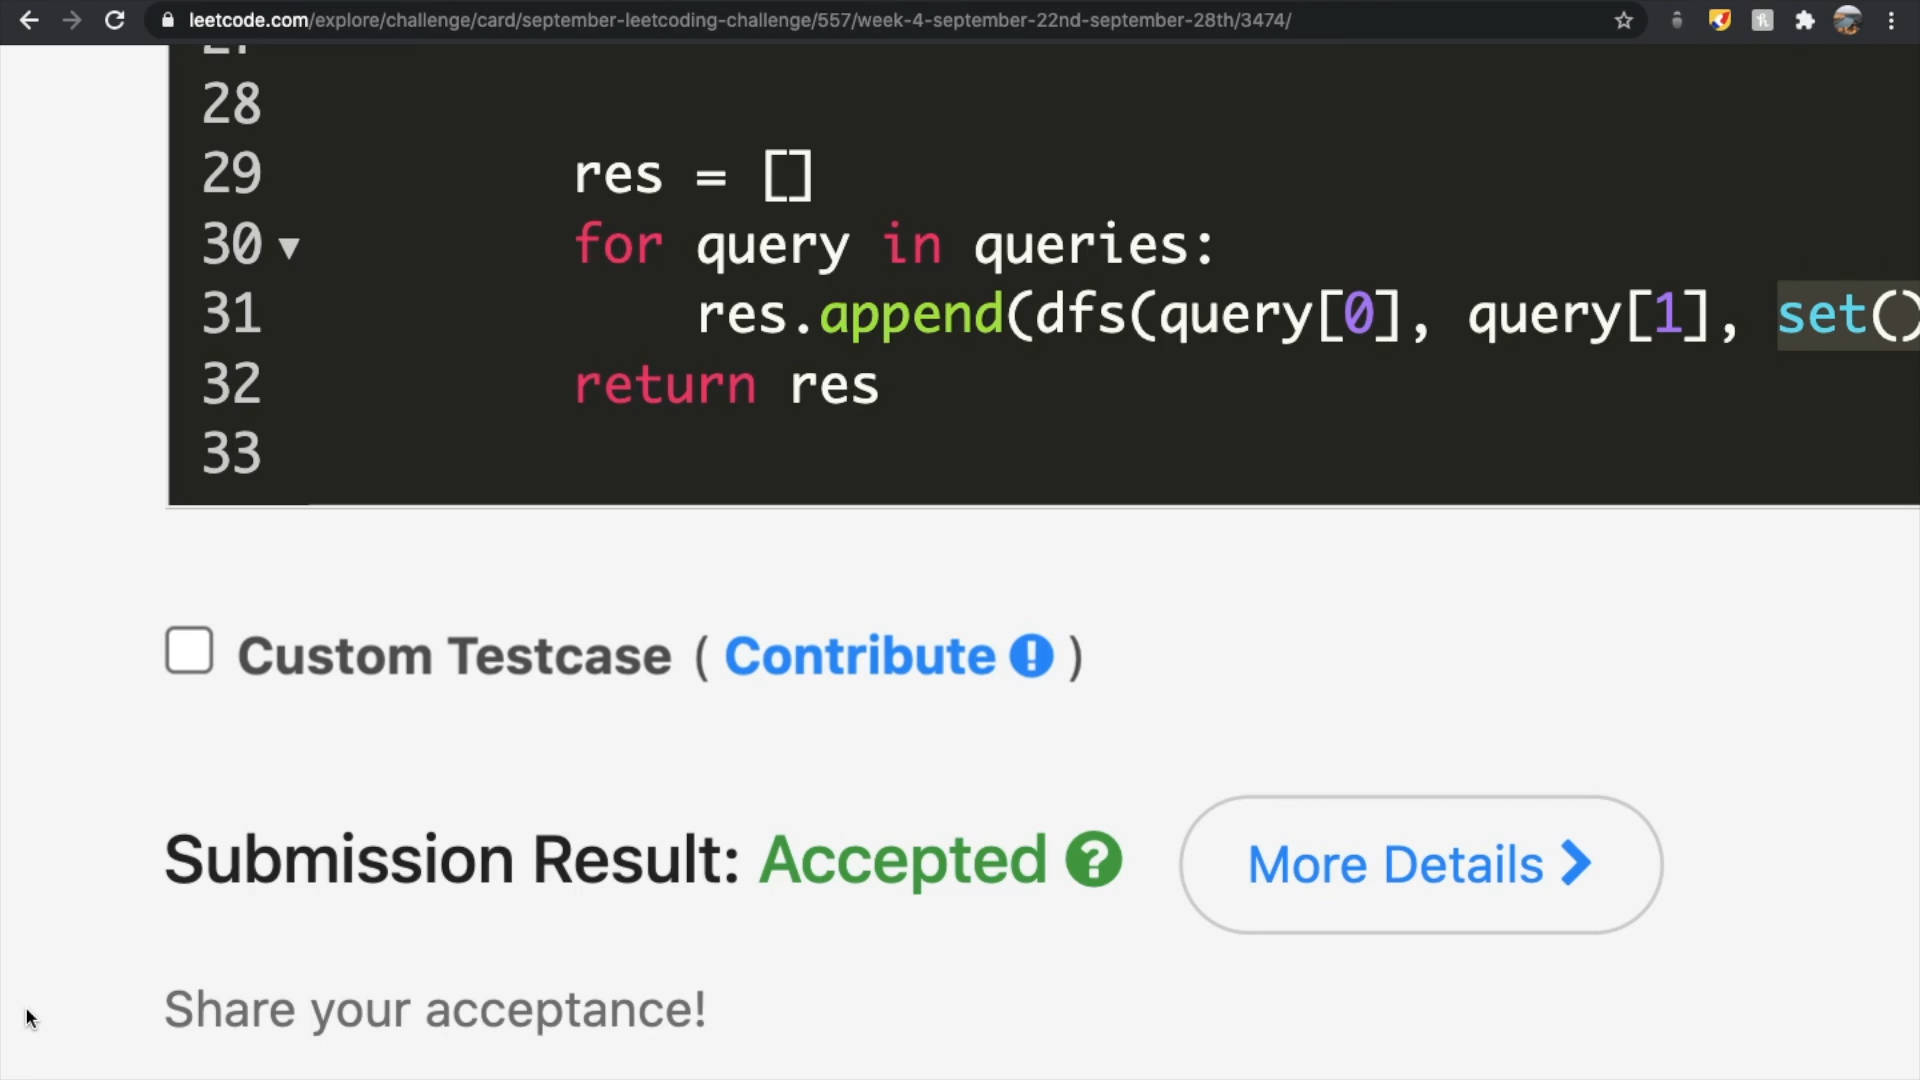 leetcode.com/explore/challenge/card/september-leetcoding-challenge/557/week-4-september-22nd-september-28th/3474/
28
29 res = []
30 for query in queries:
31 res.append(dfs(query[0], query[1], set()
32 return res
33
Custom Testcase ( Contribute )
Submission Result: Accepted ? More Details
Share your acceptance!